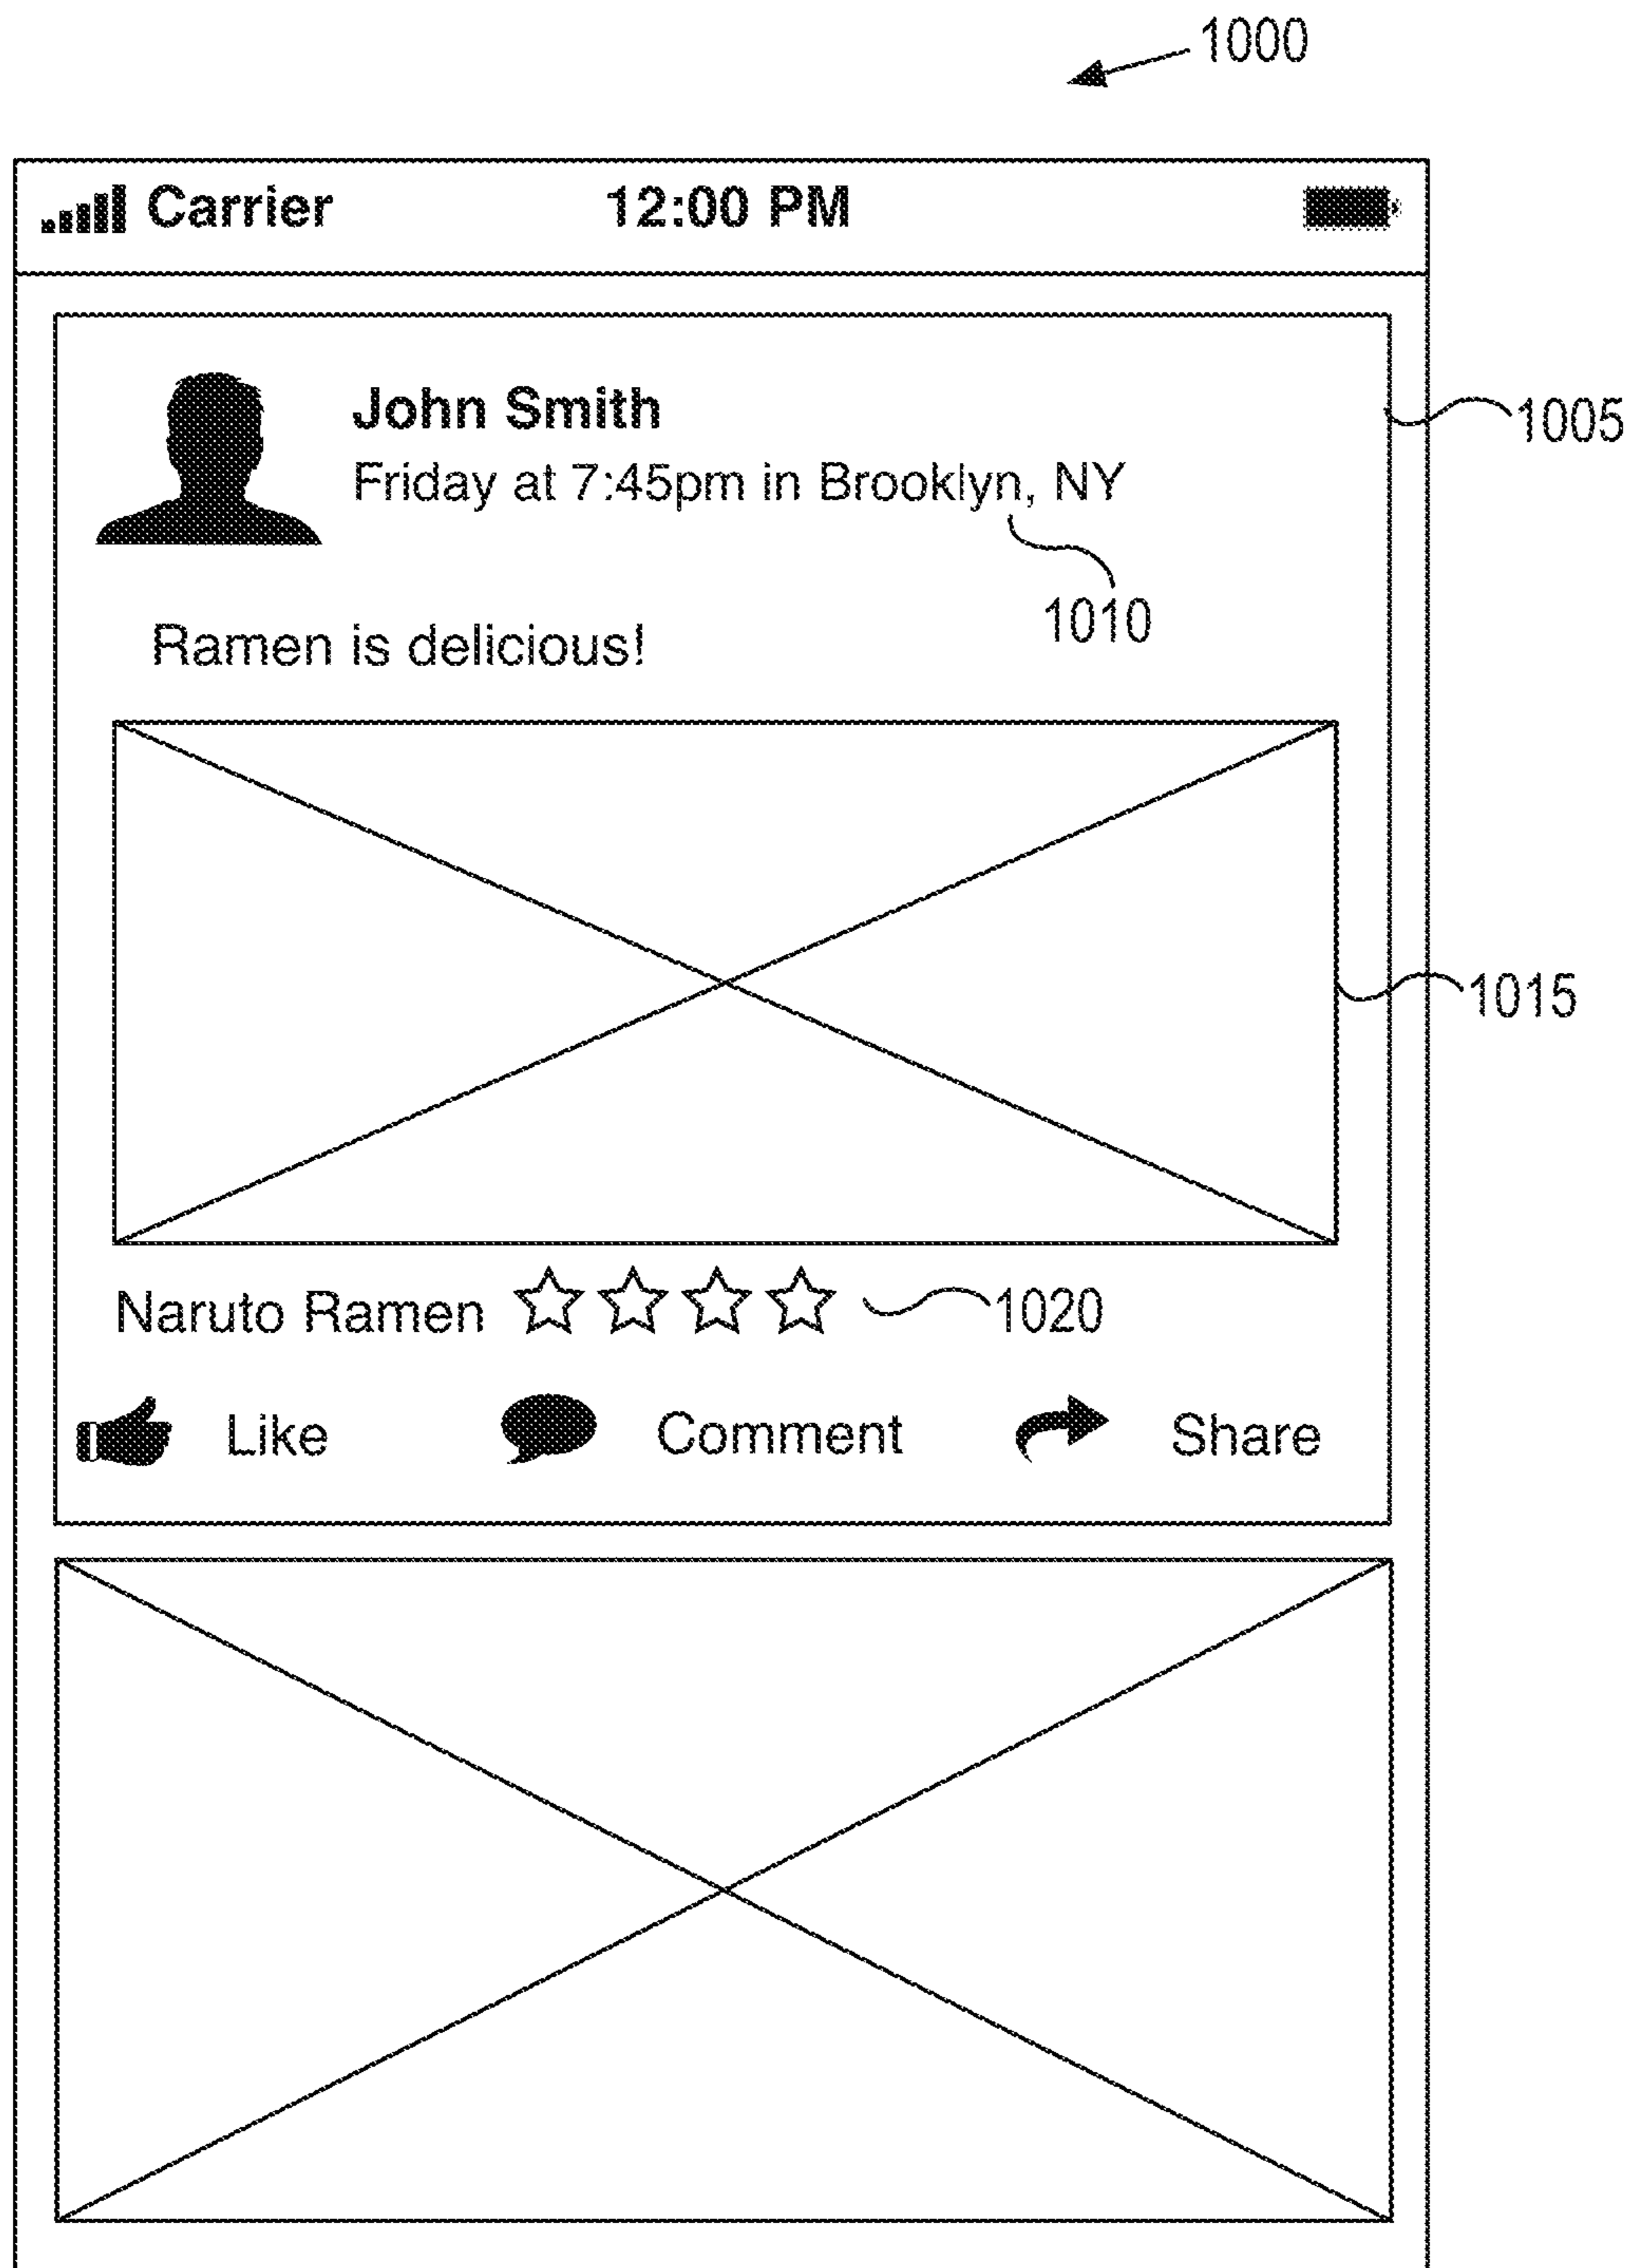 1000
Carrier 12:00 PM
John Smith
1005
Friday at 7:45pm in Brooklyn, NY
1010
Ramen is delicious!
1015
Naruto Ramen 1020
Like Comment Share